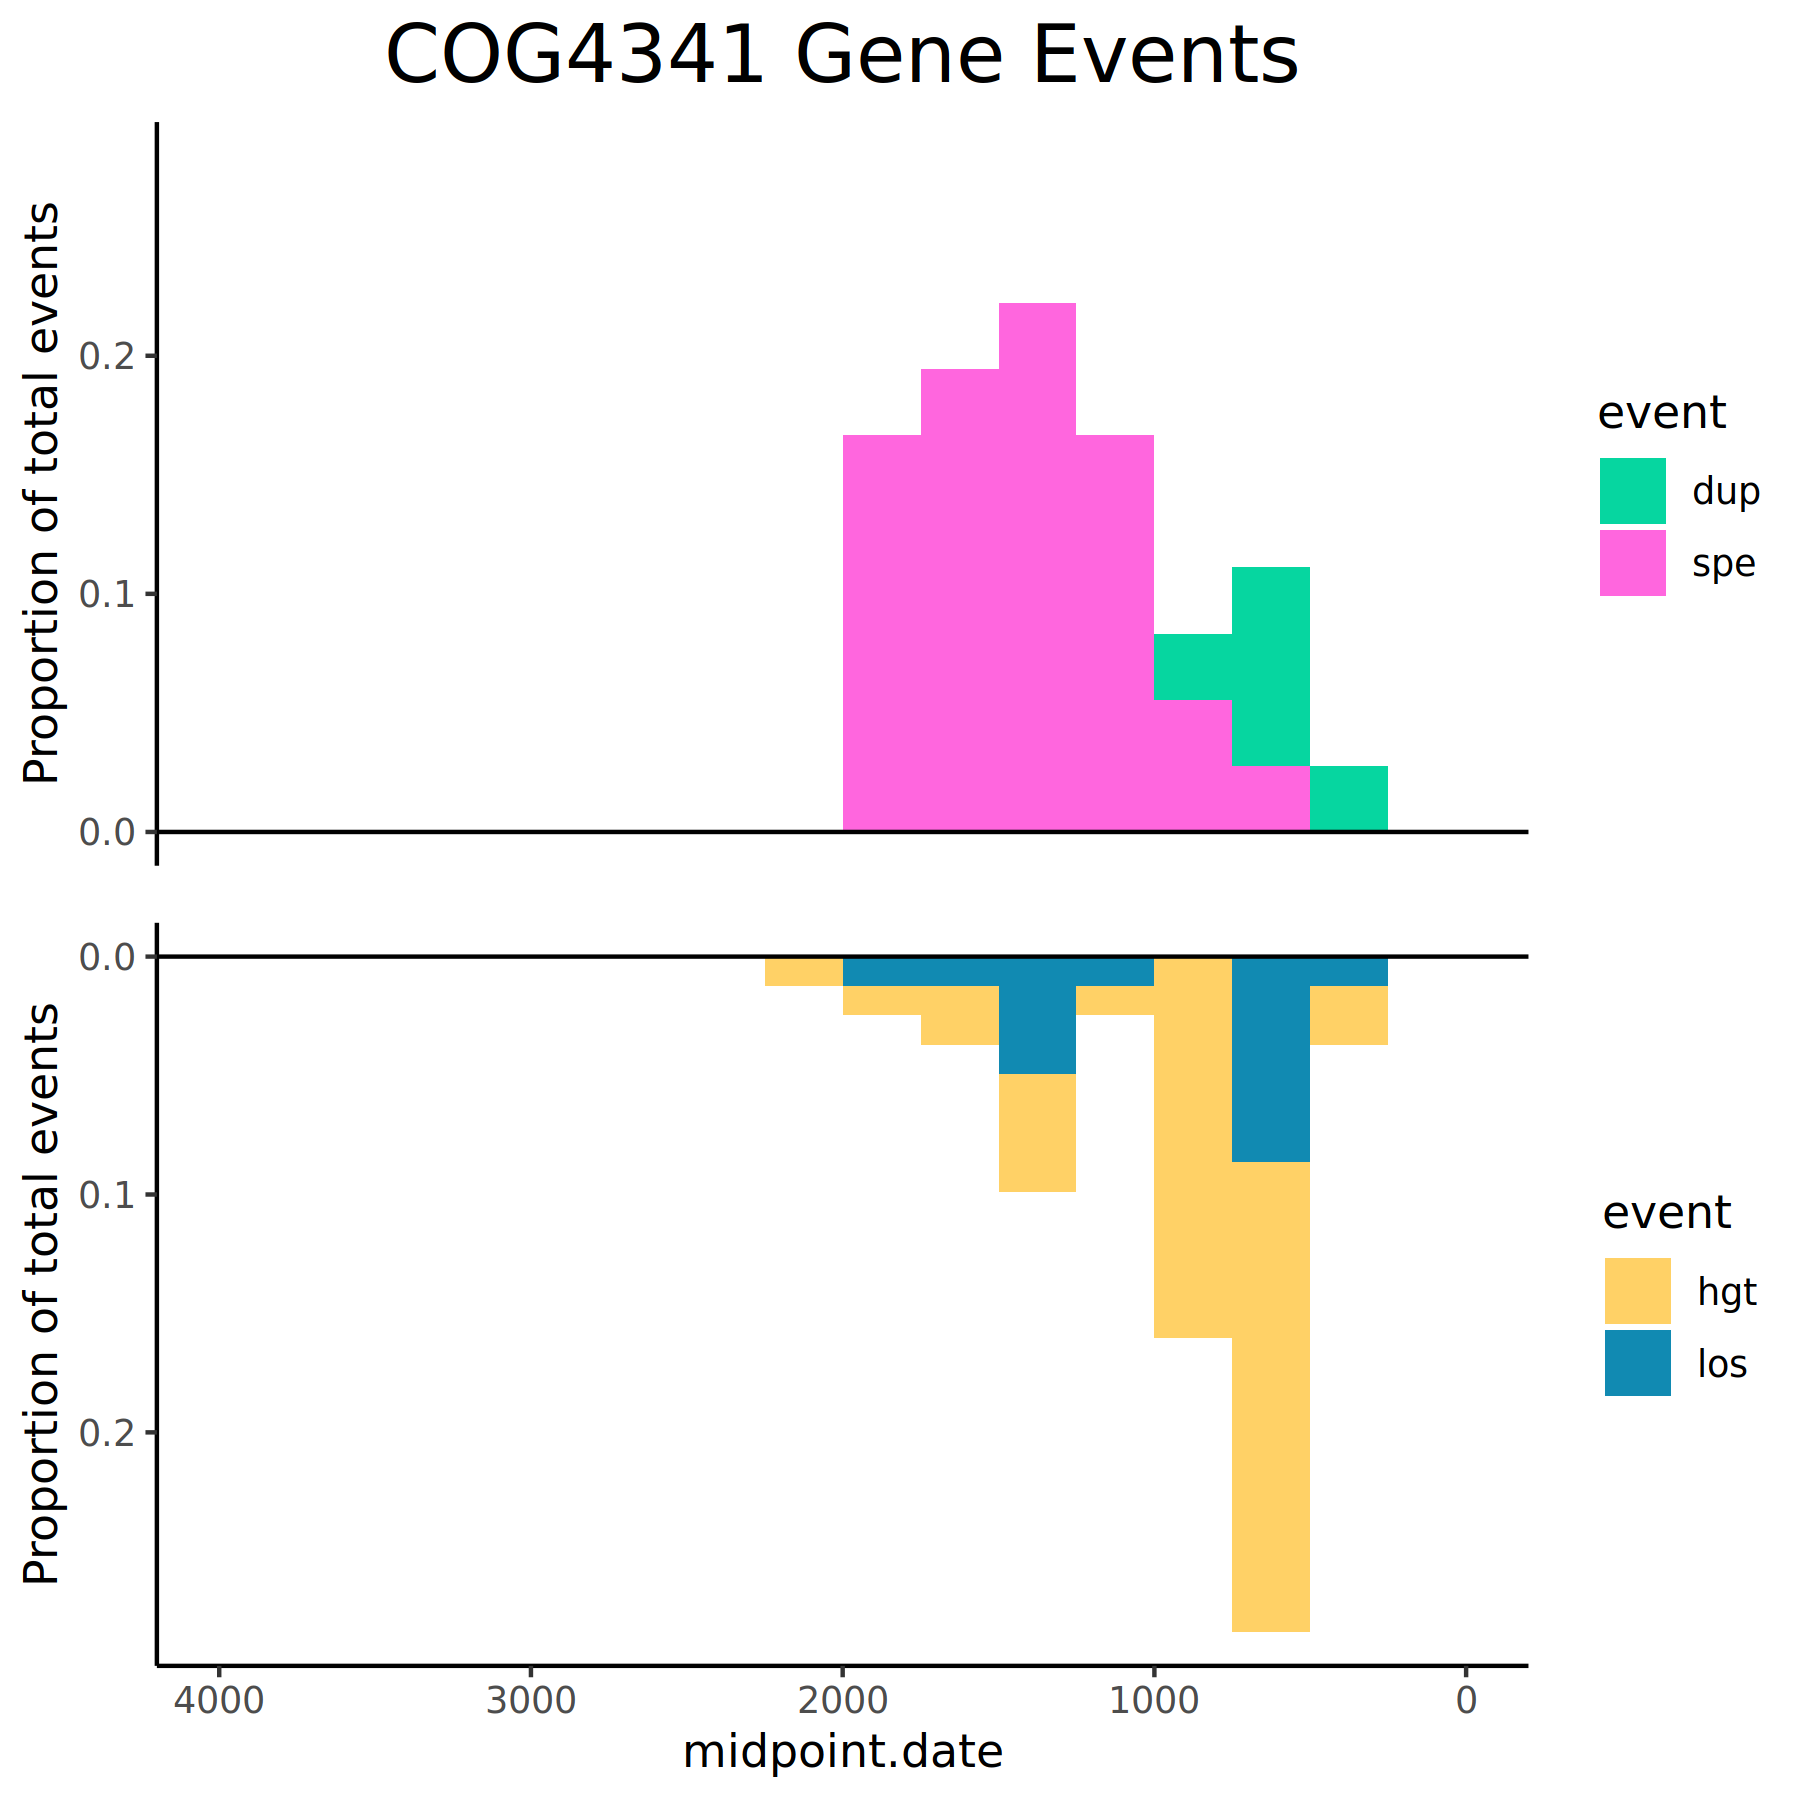 COG4341 Gene Events
Proportion of total events
0.2
0.1
0.0
event
dup
spe
Proportion of total events
0.0
0.1
0.2
event
hgt
los
4000 3000 2000 1000 0
midpoint.date